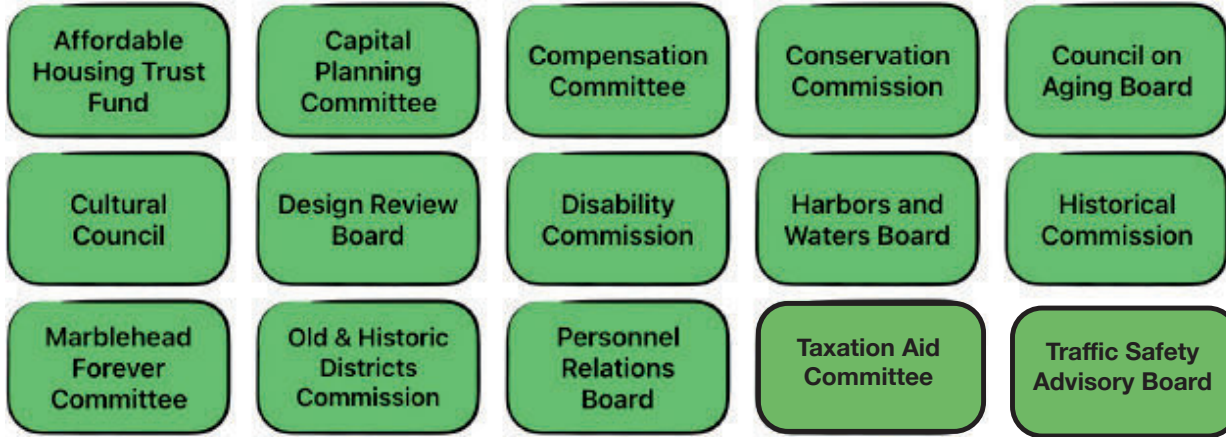 Affordable
Housing Trust
Fund
Capital
Planning
Committee
Compensation
Committee
Conservation
Commission
Council on
Aging Board
Cultural
Council
Design Review
Board
Disability
Commission
Harbors and
Waters Board
Historical
Commission
Marblehead
Forever
Committee
Old & Historic
Districts
Commission
Personnel
Relations
Board
Taxation Aid
Committee
Traffic Safety
Advisory Board